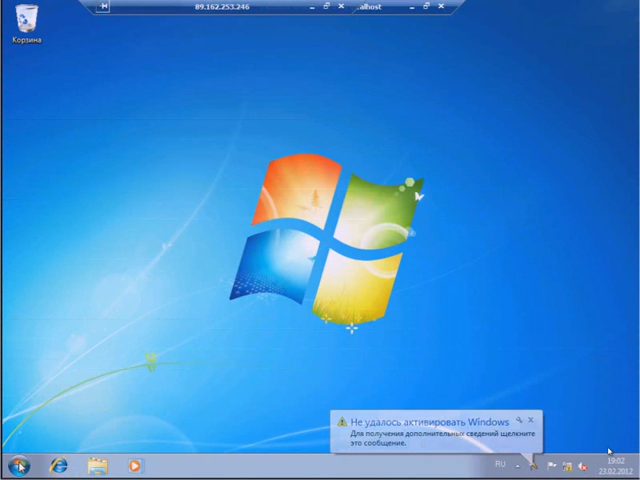 89.162.253.246
alhost
Корзина
Не удалось активировать Windows
Для получения дополнительных сведений щелкните
это сообщение.
RU
19:02
23.02.2012